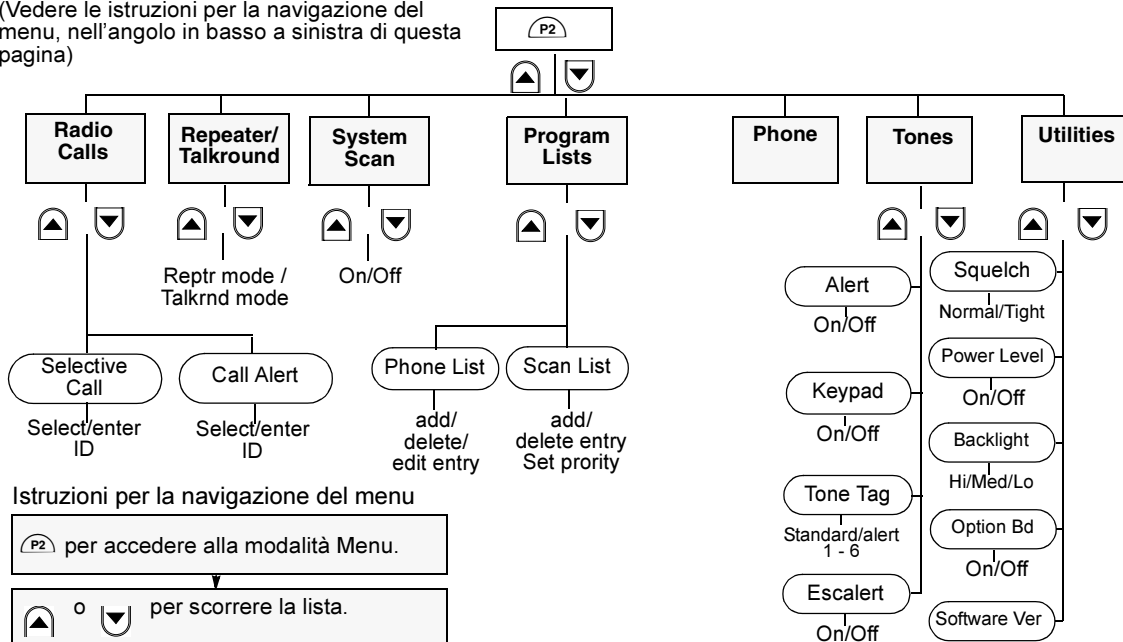 (Vedere le istruzioni per la navigazione del
menu, nell'angolo in basso a sinistra di questa
pagina)
P2
Radio
Calls
Repeater/
Talkround
System
Scan
Program
Lists
Phone
Tones
Utilities
Reptr mode /
Talkrnd mode
On/Off
Selective
Call
Select/enter
ID
Call Alert
Select/enter
ID
Phone List
add/
delete/
edit entry
Scan List
add/
delete entry
Set prority
Alert
On/Off
Keypad
On/Off
Tone Tag
Standard/alert
1 - 6
Escalert
On/Off
Squelch
Normal/Tight
Power Level
On/Off
Backlight
Hi/Med/Lo
Option Bd
On/Off
Software Ver
Istruzioni per la navigazione del menu
P2 per accedere alla modalità Menu.
o per scorrere la lista.